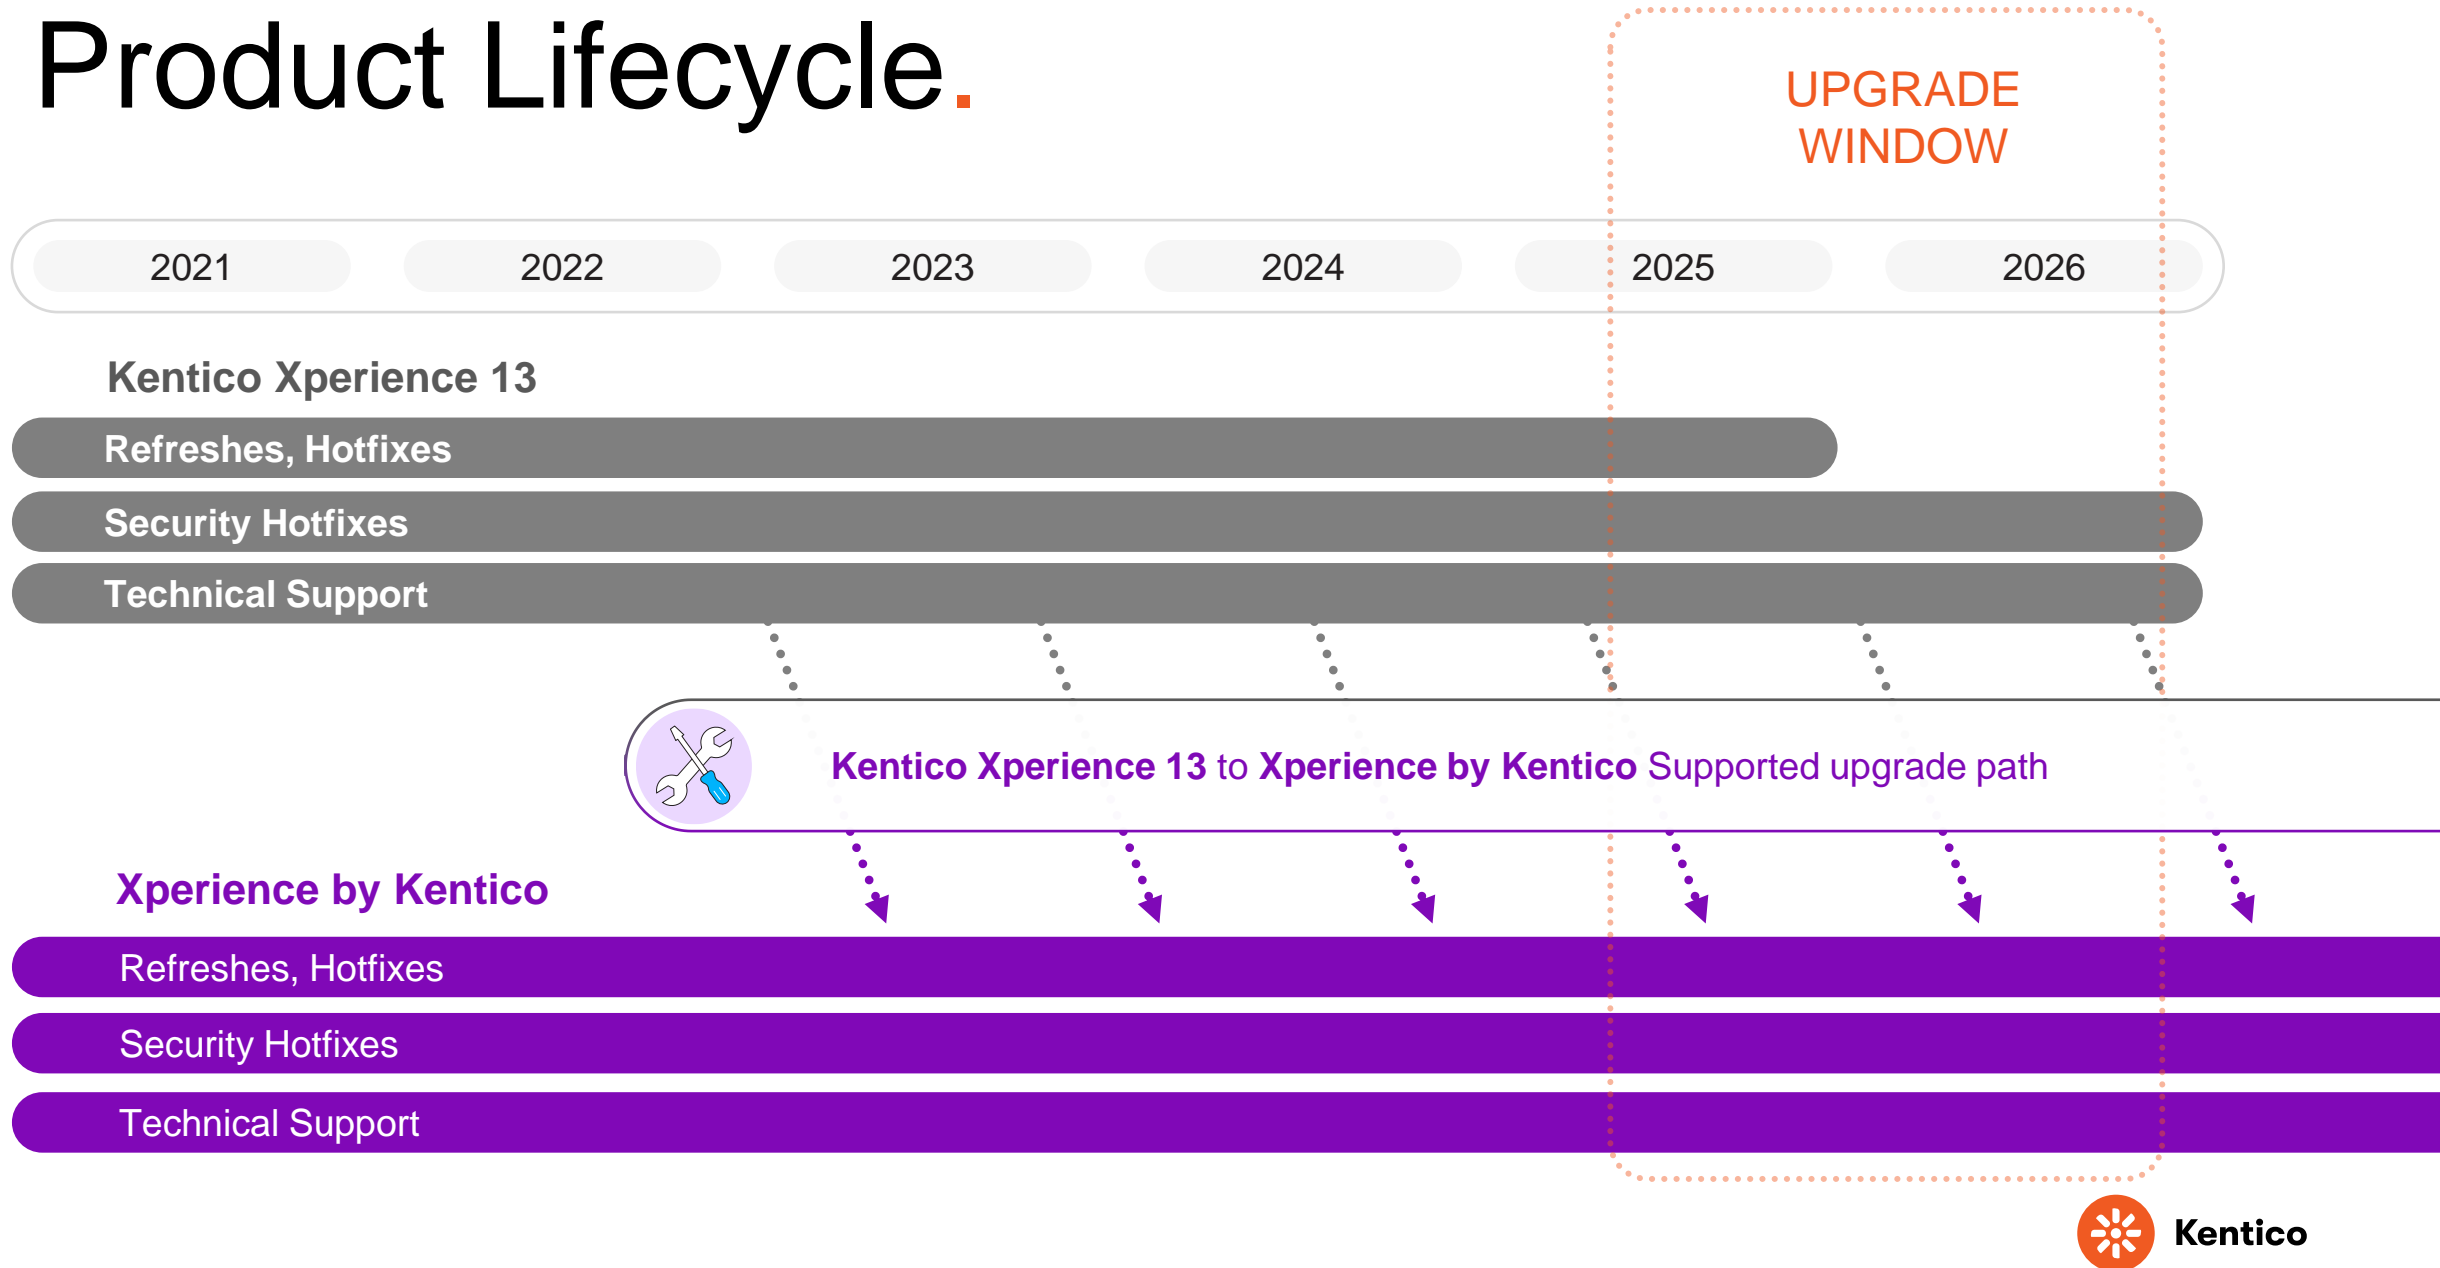 Product Lifecycle.
UPGRADE
WINDOW
2021
2022
2023
2024
2025
2026
Kentico Xperience 13
Refreshes, Hotfixes
Security Hotfixes
Technical Support
Kentico Xperience 13 to Xperience by Kentico Supported upgrade path
Xperience by Kentico
Refreshes, Hotfixes
Security Hotfixes
Technical Support
Kentico